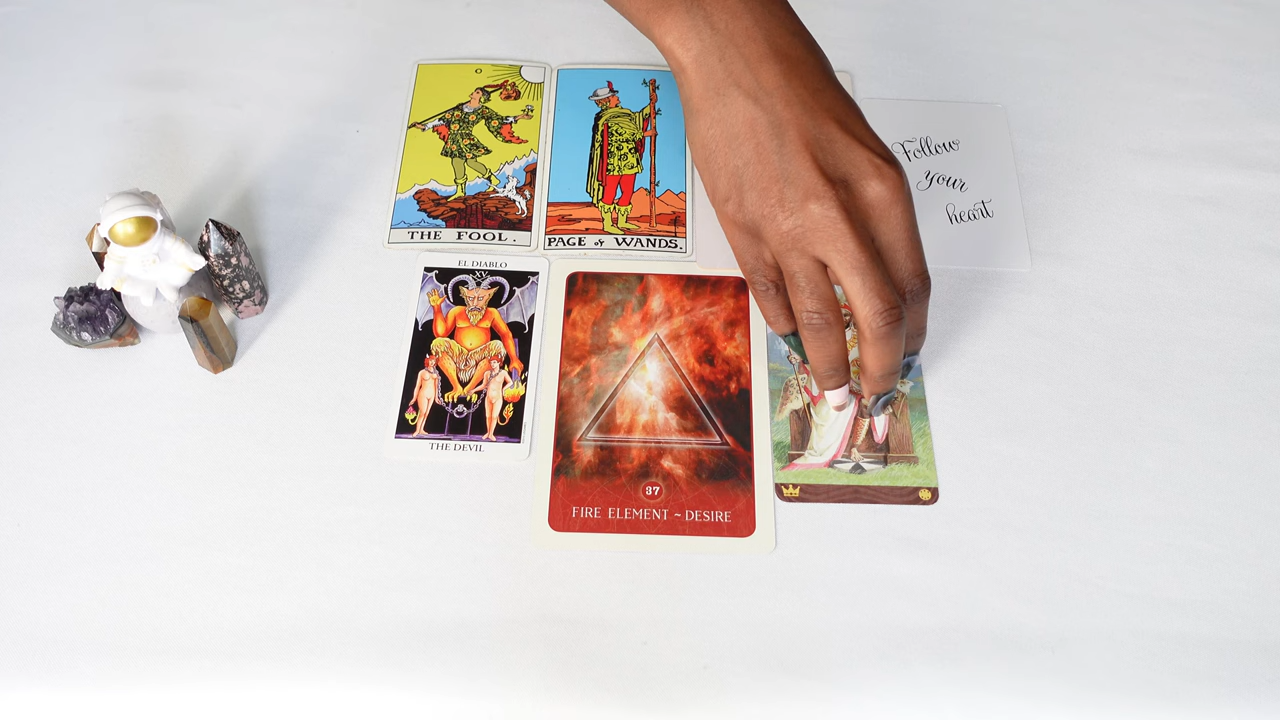 O
THE FOOL.
PAGE of WANDS.
Follow
your
heart
EL DIABLO
XV
THE DEVIL
37
FIRE ELEMENT ~ DESIRE